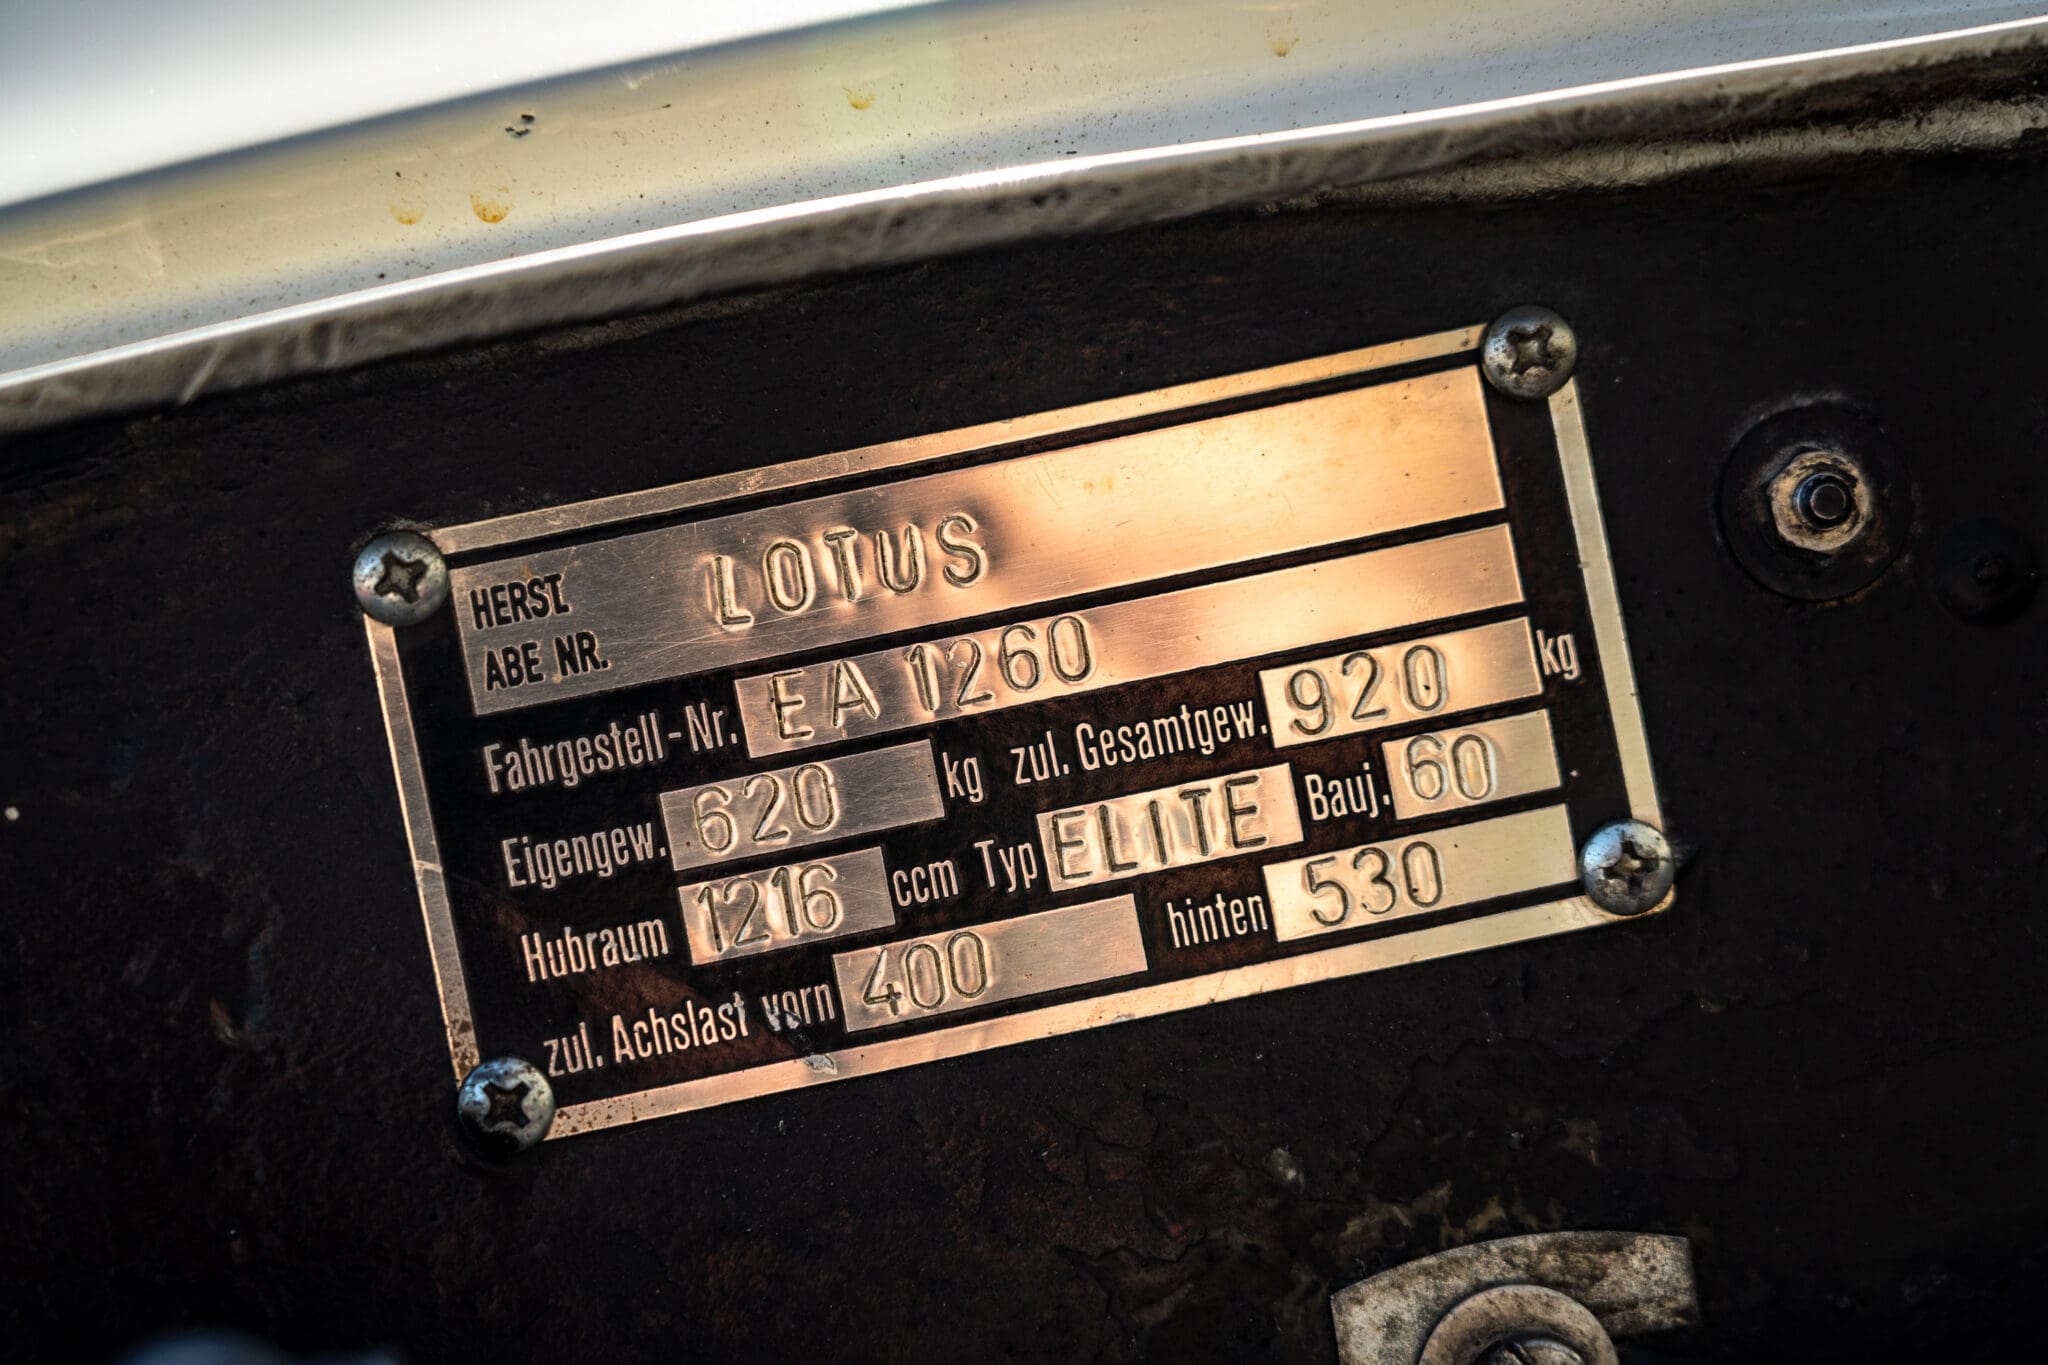 HERST. LOTUS
ABE NR.
Fahrgestell-Nr. EA 1260
Eigengew. 620 kg zul. Gesamtgew. 920 kg
Hubraum 1216 ccm Typ ELITE Bauj. 60
zul. Achslast vorn 400 hinten 530